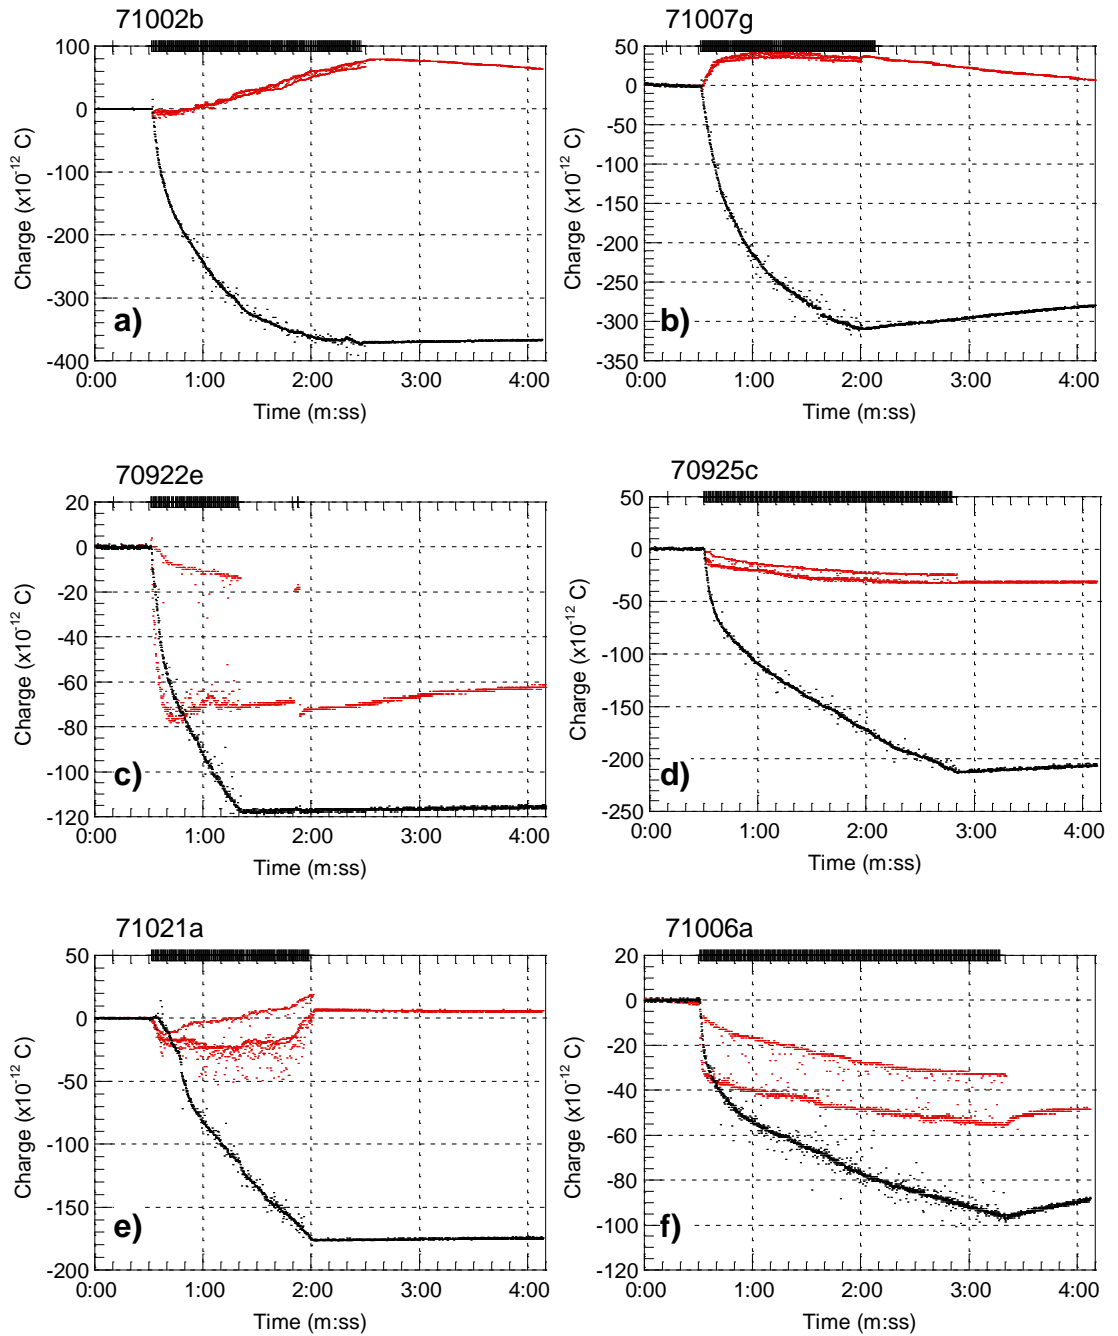 71002b
100
0
-100
-200
-300
-400
Charge (x10⁻¹² C)
a)
0:00 1:00 2:00 3:00 4:00
Time (m:ss)
71007g
50
0
-50
-100
-150
-200
-250
-300
-350
Charge (x10⁻¹² C)
b)
0:00 1:00 2:00 3:00 4:00
Time (m:ss)
70922e
20
0
-20
-40
-60
-80
-100
-120
Charge (x10⁻¹² C)
c)
0:00 1:00 2:00 3:00 4:00
Time (m:ss)
70925c
50
0
-50
-100
-150
-200
-250
Charge (x10⁻¹² C)
d)
0:00 1:00 2:00 3:00 4:00
Time (m:ss)
71021a
50
0
-50
-100
-150
-200
Charge (x10⁻¹² C)
e)
0:00 1:00 2:00 3:00 4:00
Time (m:ss)
71006a
20
0
-20
-40
-60
-80
-100
-120
Charge (x10⁻¹² C)
f)
0:00 1:00 2:00 3:00 4:00
Time (m:ss)